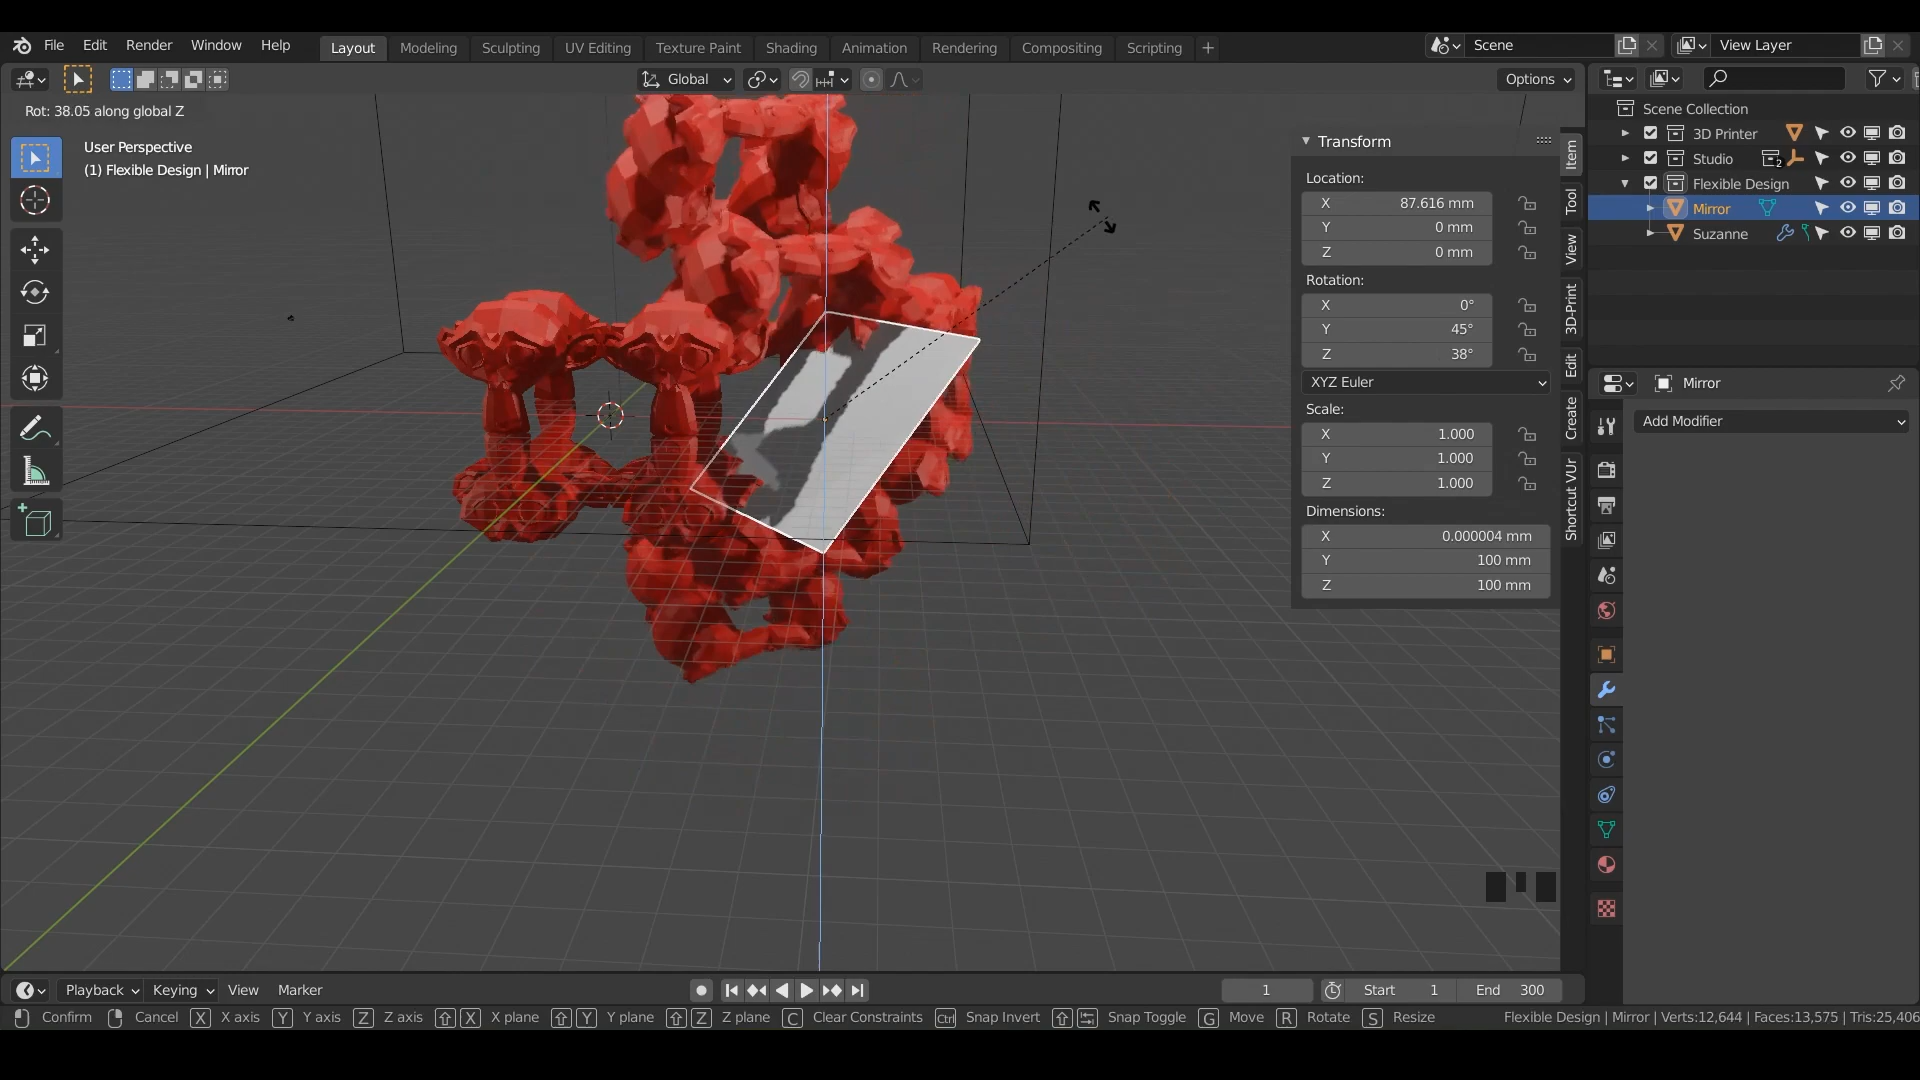 File Edit Render Window Help Layout Modeling Sculpting UV Editing Texture Paint Shading Animation Rendering Compositing Scripting + Scene View Layer
Global Options
Rot: 38.05 along global Z
User Perspective
(1) Flexible Design | Mirror
Transform
Location:
X 87.616 mm
Y 0 mm
Z 0 mm
Rotation:
X 0°
Y 45°
Z 38°
XYZ Euler
Scale:
X 1.000
Y 1.000
Z 1.000
Dimensions:
X 0.000004 mm
Y 100 mm
Z 100 mm
Item
Tool
View
3D-Print
Edit
Create
Shortcut VUr
Scene Collection
3D Printer
Studio 2
Flexible Design
Mirror
Suzanne
Mirror
Add Modifier
Playback Keying View Marker 1 Start 1 End 300
Confirm Cancel X X axis Y Y axis Z Z axis X X plane Y Y plane Z Z plane C Clear Constraints Ctrl Snap Invert Snap Toggle G Move R Rotate S Resize Flexible Design | Mirror | Verts:12,644 | Faces:13,575 | Tris:25,406